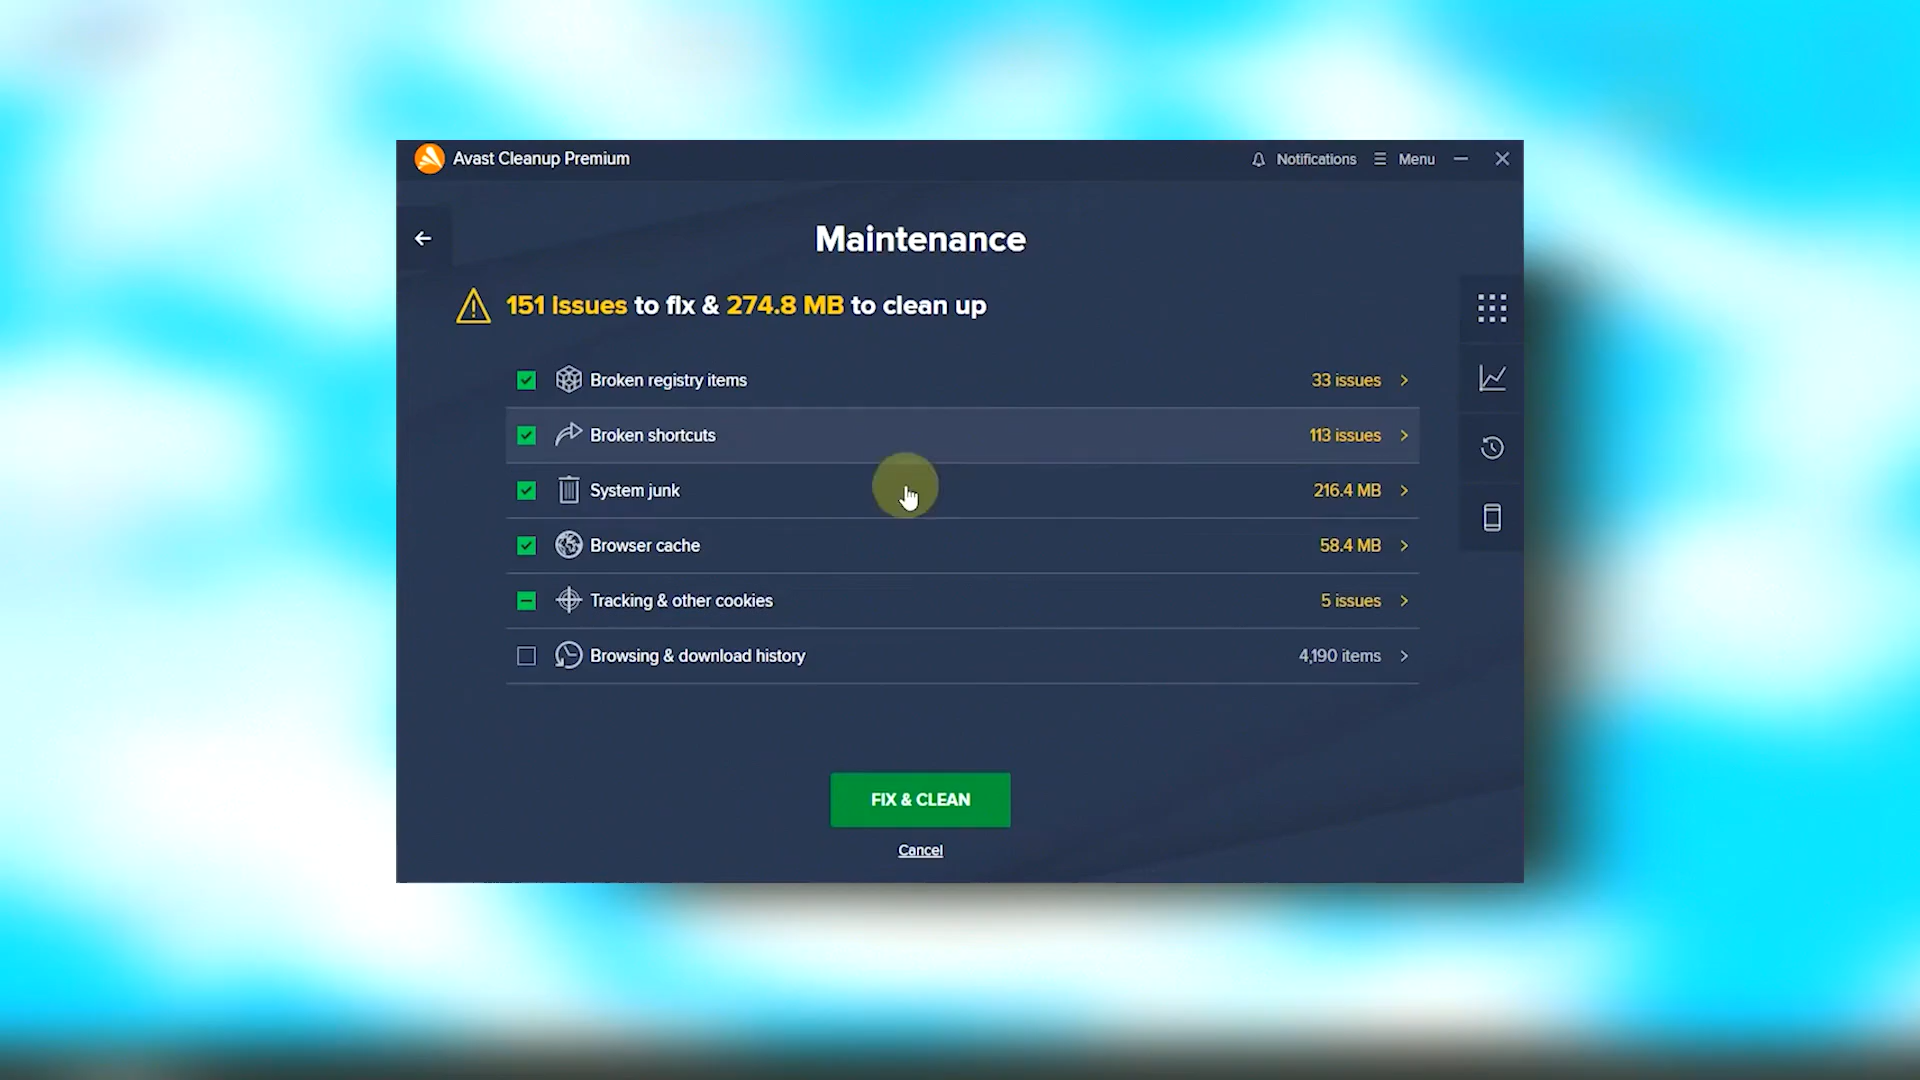 Avast Cleanup Premium
Notifications
Menu
Maintenance
151 issues to fix & 274.8 MB to clean up
Broken registry items 33 issues
Broken shortcuts 113 issues
System junk 216.4 MB
Browser cache 58.4 MB
Tracking & other cookies 5 issues
Browsing & download history 4,190 items
FIX & CLEAN
Cancel